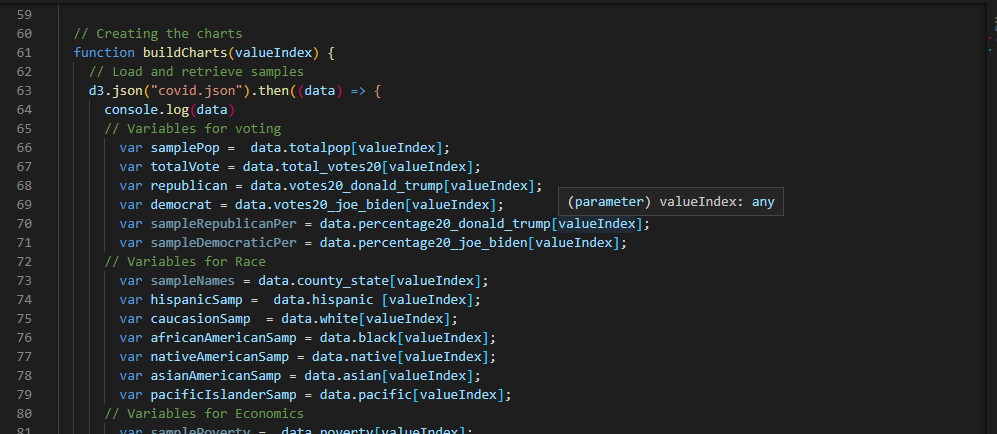 59
60 // Creating the charts
61 function buildCharts(valueIndex) {
62 // Load and retrieve samples
63 d3.json("covid.json").then((data) => {
64 console.log(data)
65 // Variables for voting
66 var samplePop =  data.totalpop[valueIndex];
67 var totalVote = data.total_votes20[valueIndex];
68 var republican = data.votes20_donald_trump[valueIndex];
69 var democrat = data.votes20_joe_biden[valueIndex];
(parameter) valueIndex: any
70 var sampleRepublicanPer = data.percentage20_donald_trump[valueIndex];
71 var sampleDemocraticPer = data.percentage20_joe_biden[valueIndex];
72 // Variables for Race
73 var sampleNames = data.county_state[valueIndex];
74 var hispanicSamp =  data.hispanic [valueIndex];
75 var caucasionSamp  = data.white[valueIndex];
76 var africanAmericanSamp = data.black[valueIndex];
77 var nativeAmericanSamp = data.native[valueIndex];
78 var asianAmericanSamp = data.asian[valueIndex];
79 var pacificIslanderSamp = data.pacific[valueIndex];
80 // Variables for Economics
81 var samplePoverty =  data.poverty[valueIndex];